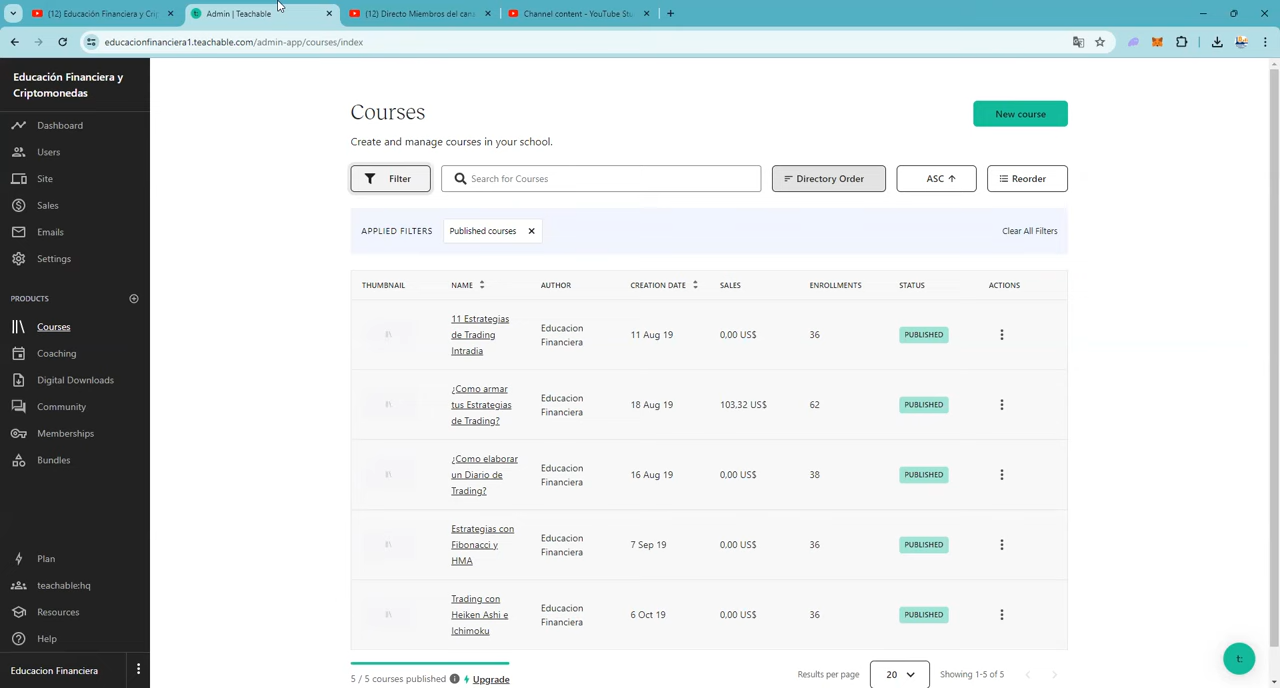 (12) Educación Financiera y Crip
Admin | Teachable
(12) Directo Miembros del cana
Channel content - YouTube Stu
educacionfinanciera1.teachable.com/admin-app/courses/index
Educación Financiera y
Criptomonedas
Dashboard
Users
Site
Sales
Emails
Settings
PRODUCTS
Courses
Coaching
Digital Downloads
Community
Memberships
Bundles
Plan
teachable:hq
Resources
Help
Educacion Financiera
Courses
New course
Create and manage courses in your school.
Filter
Search for Courses
Directory Order
ASC ↑
Reorder
APPLIED FILTERS
Published courses ×
Clear All Filters
THUMBNAIL NAME AUTHOR CREATION DATE SALES ENROLLMENTS STATUS ACTIONS
11 Estrategias
de Trading
Intradia
Educacion
Financiera
11 Aug 19
0,00 US$
36
PUBLISHED
¿Como armar
tus Estrategias
de Trading?
Educacion
Financiera
18 Aug 19
103,32 US$
62
PUBLISHED
¿Como elaborar
un Diario de
Trading?
Educacion
Financiera
16 Aug 19
0,00 US$
38
PUBLISHED
Estrategias con
Fibonacci y
HMA
Educacion
Financiera
7 Sep 19
0,00 US$
36
PUBLISHED
Trading con
Heiken Ashi e
Ichimoku
Educacion
Financiera
6 Oct 19
0,00 US$
36
PUBLISHED
5 / 5 courses published
Upgrade
Results per page
20
Showing 1-5 of 5
t: